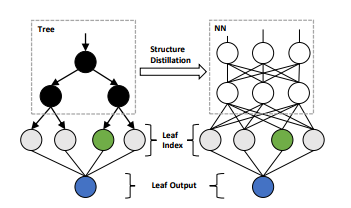 Tree
NN
Structure
Distillation
Leaf
Index
Leaf Output